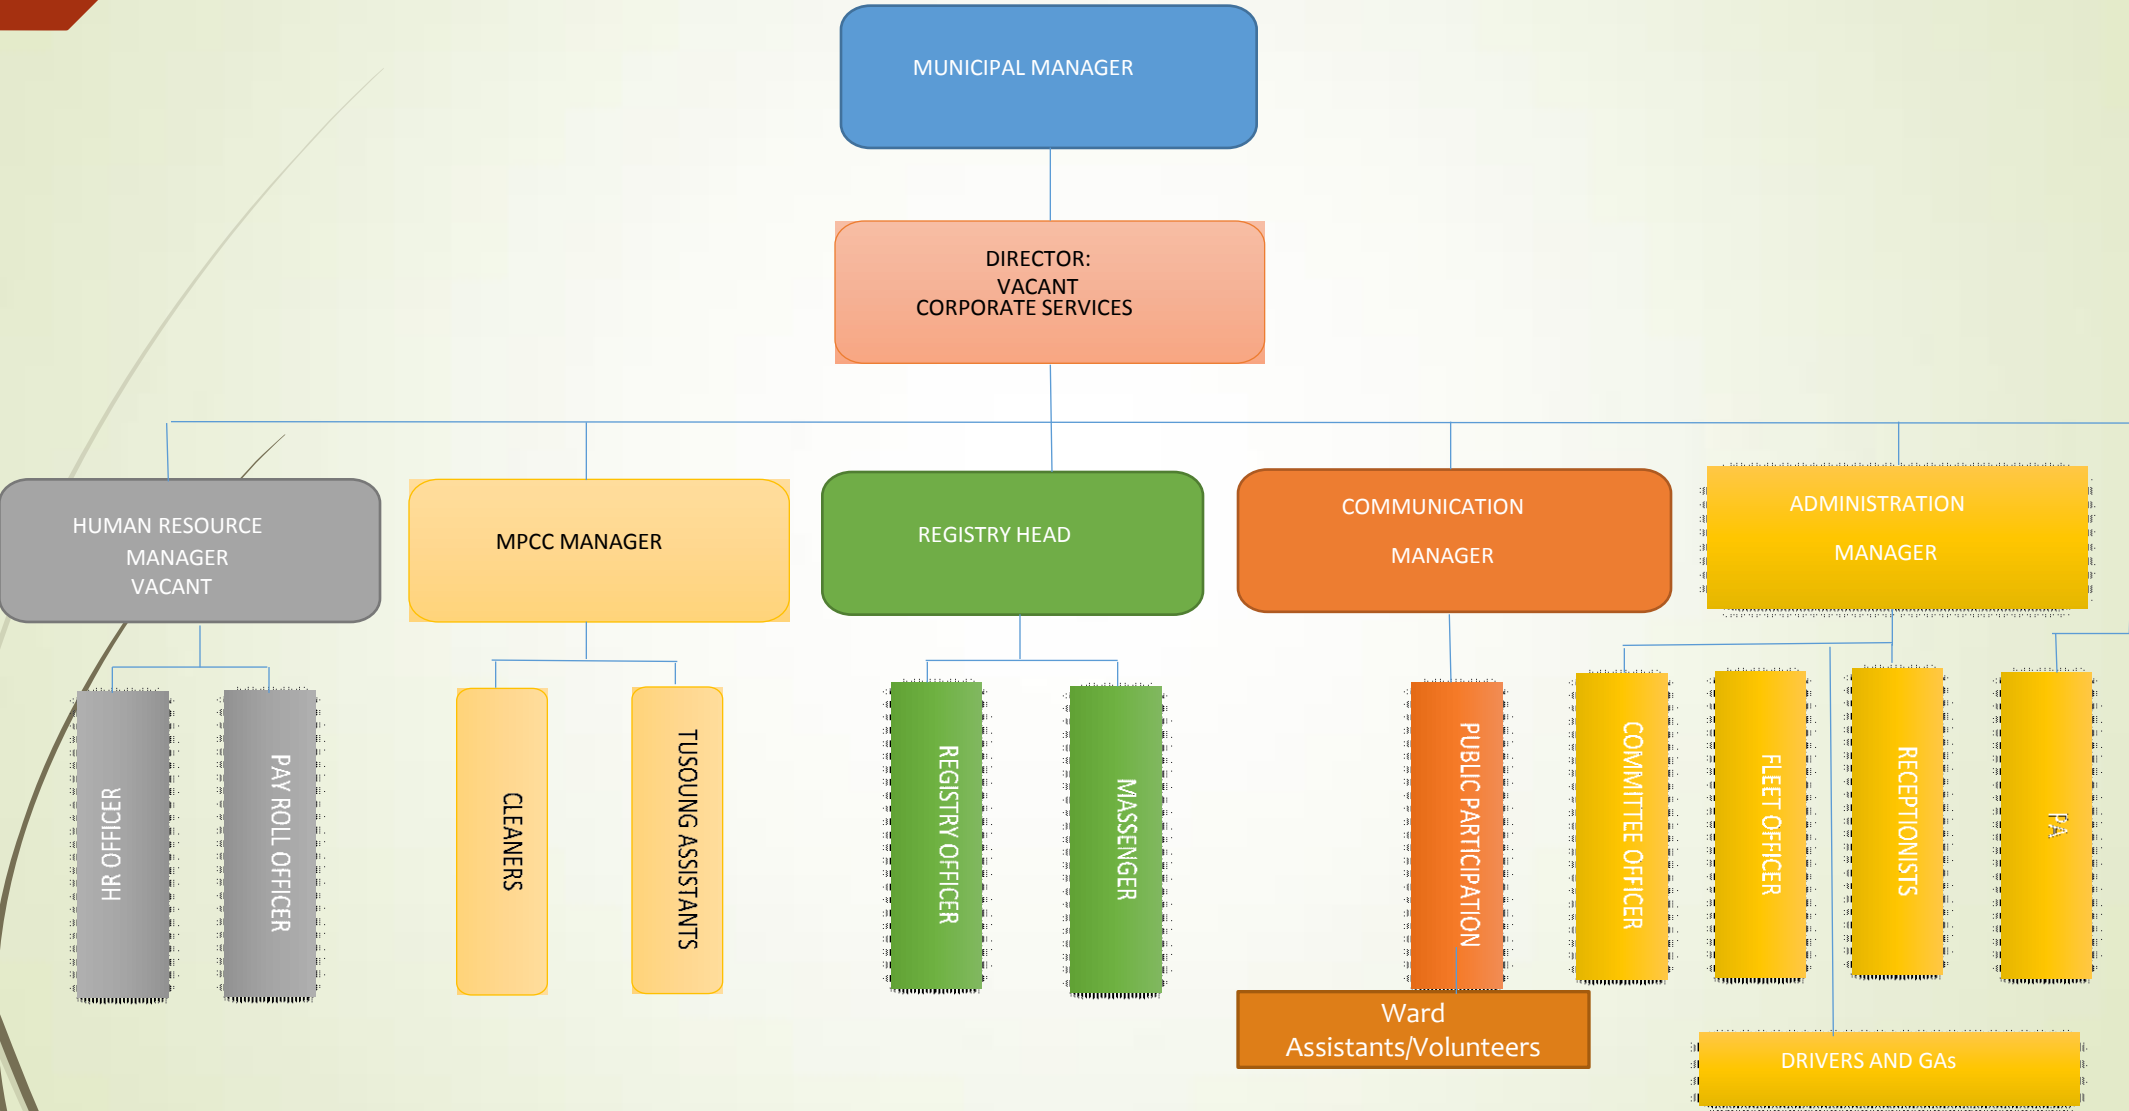 MUNICIPAL MANAGER
DIRECTOR:
VACANT
CORPORATE SERVICES
HUMAN RESOURCE
MANAGER
VACANT
MPCC MANAGER
REGISTRY HEAD
COMMUNICATION
MANAGER
ADMINISTRATION
MANAGER
HR OFFICER
PAY ROLL OFFICER
CLEANERS
TUSOUNG ASSISTANTS
REGISTRY OFFICER
MASSENGER
PUBLIC PARTICIPATION
COMMITTEE OFFICER
FLEET OFFICER
RECEPTIONISTS
PA
Ward
Assistants/Volunteers
DRIVERS AND GAs